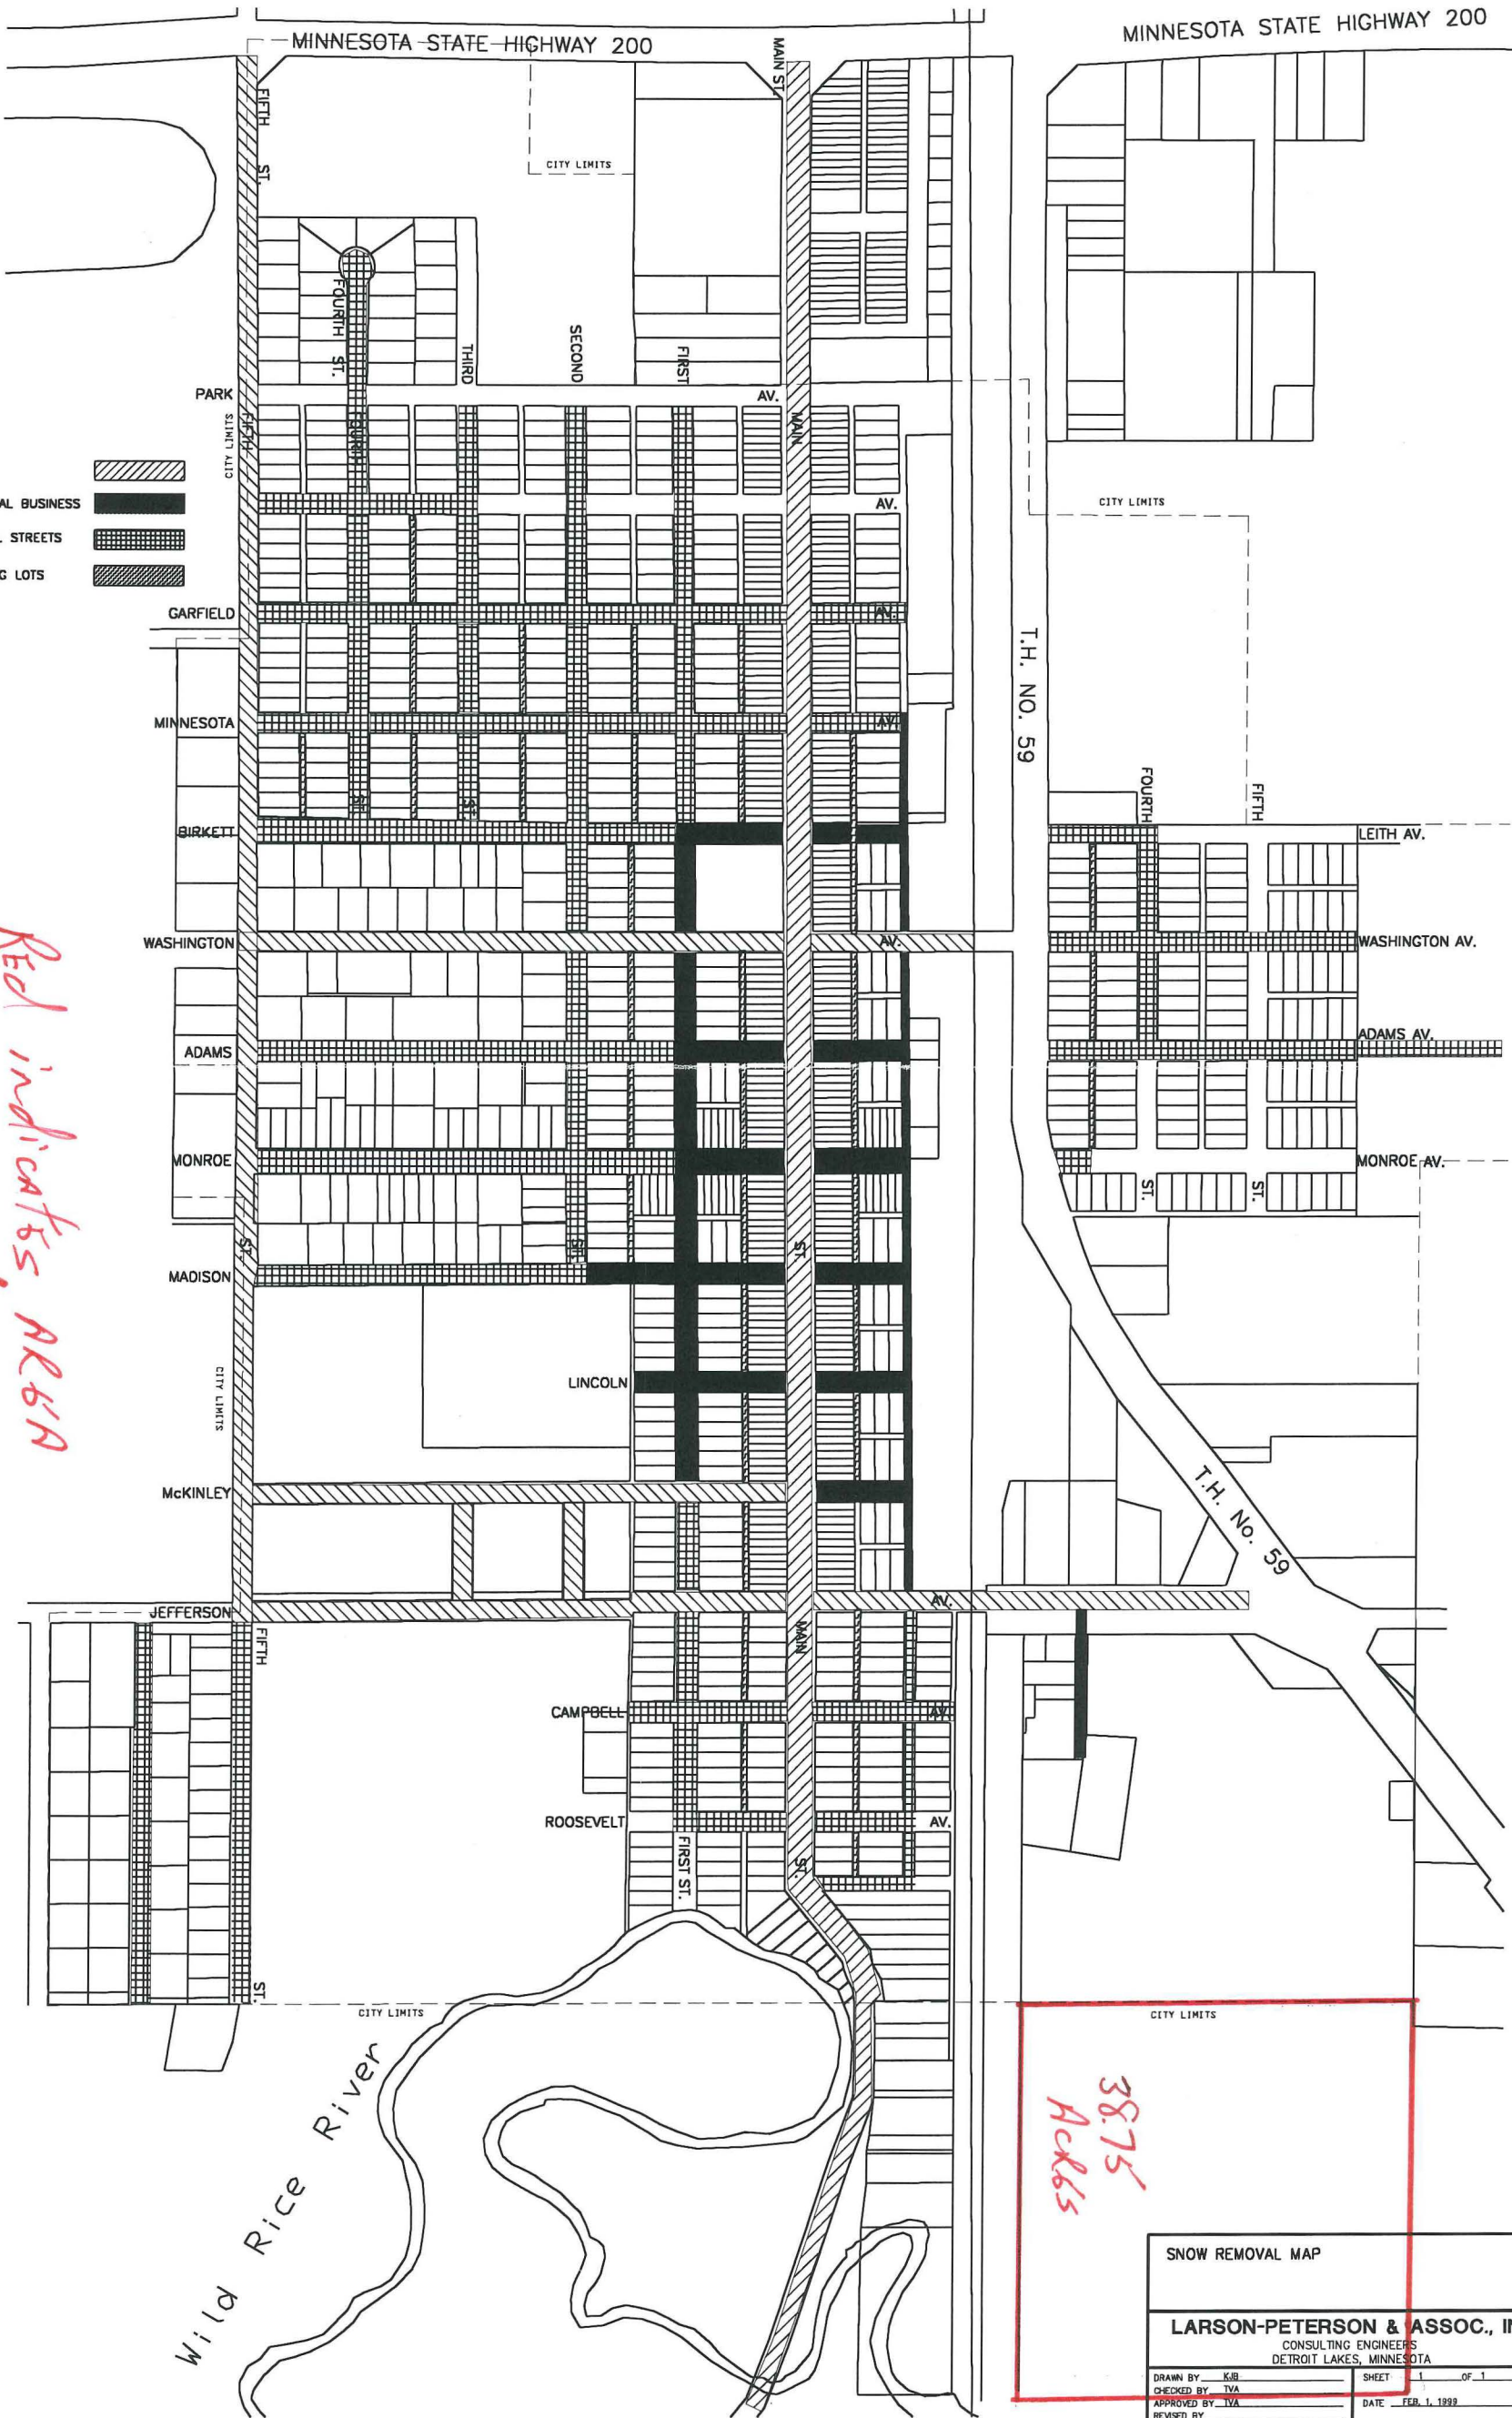 MINNESOTA STATE HIGHWAY 200
MINNESOTA STATE HIGHWAY 200
MAIN ST.
FIFTH ST.
CITY LIMITS
FOURTH ST.
THIRD
SECOND
FIRST
PARK
AV.
CITY LIMITS
FIFTH
FOURTH
MAIN
AL BUSINESS
STREETS
G LOTS
AV.
CITY LIMITS
GARFIELD
AV.
T.H. NO. 59
MINNESOTA
AV.
FOURTH
FIFTH
ST.
ST.
BIRKETT
LEITH AV.
WASHINGTON
AV.
WASHINGTON AV.
Red indicates AREA
ADAMS
ADAMS AV.
MONROE
MONROE AV.
ST.
ST.
ST.
ST.
ST.
MADISON
CITY LIMITS
LINCOLN
McKINLEY
T.H. No. 59
JEFFERSON
AV.
FIFTH
MAIN
CAMPBELL
AV.
ROOSEVELT
AV.
FIRST ST.
ST.
ST.
CITY LIMITS
CITY LIMITS
Wild Rice River
38.75
Acres
SNOW REMOVAL MAP
LARSON-PETERSON & ASSOC., IN
CONSULTING ENGINEERS
DETROIT LAKES, MINNESOTA
DRAWN BY KJB
SHEET 1 OF 1
CHECKED BY TVA
APPROVED BY TVA
DATE FEB. 1, 1999
REVISED BY